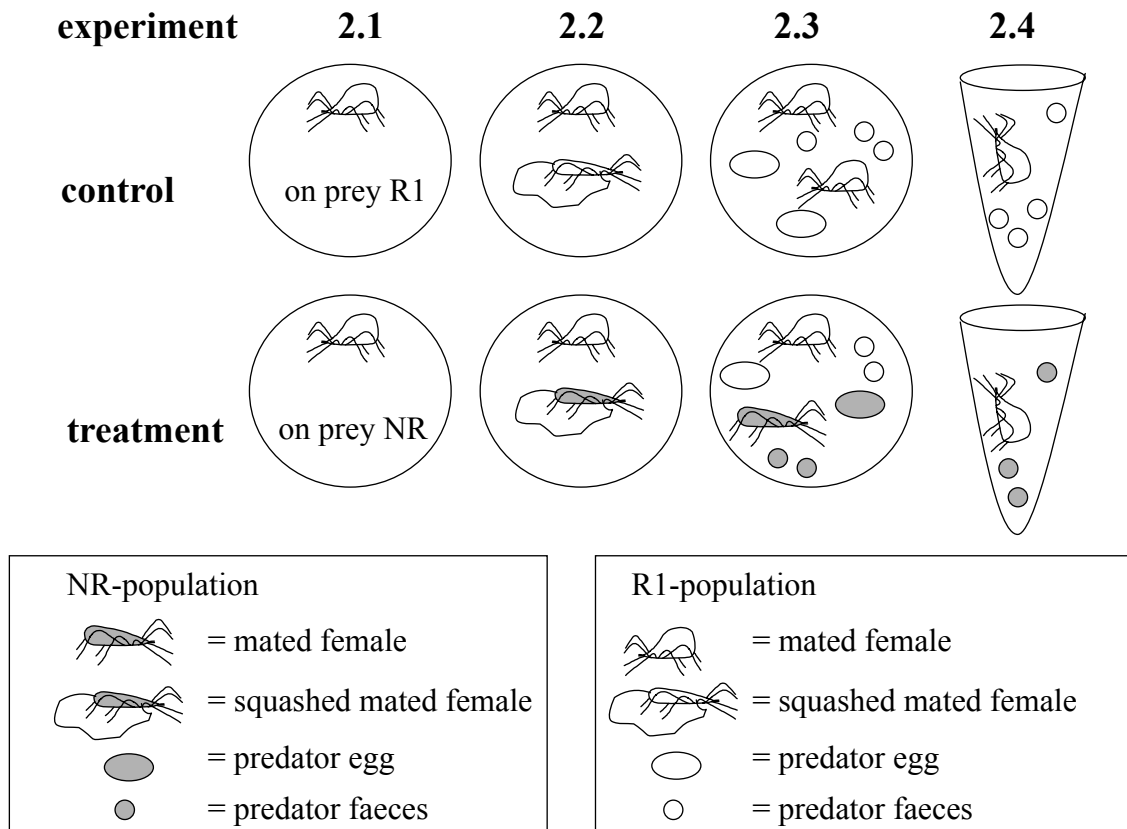 experiment 2.1 2.2 2.3 2.4
control
on prey R1
treatment
on prey NR
NR-population
= mated female
= squashed mated female
= predator egg
= predator faeces
R1-population
= mated female
= squashed mated female
= predator egg
= predator faeces